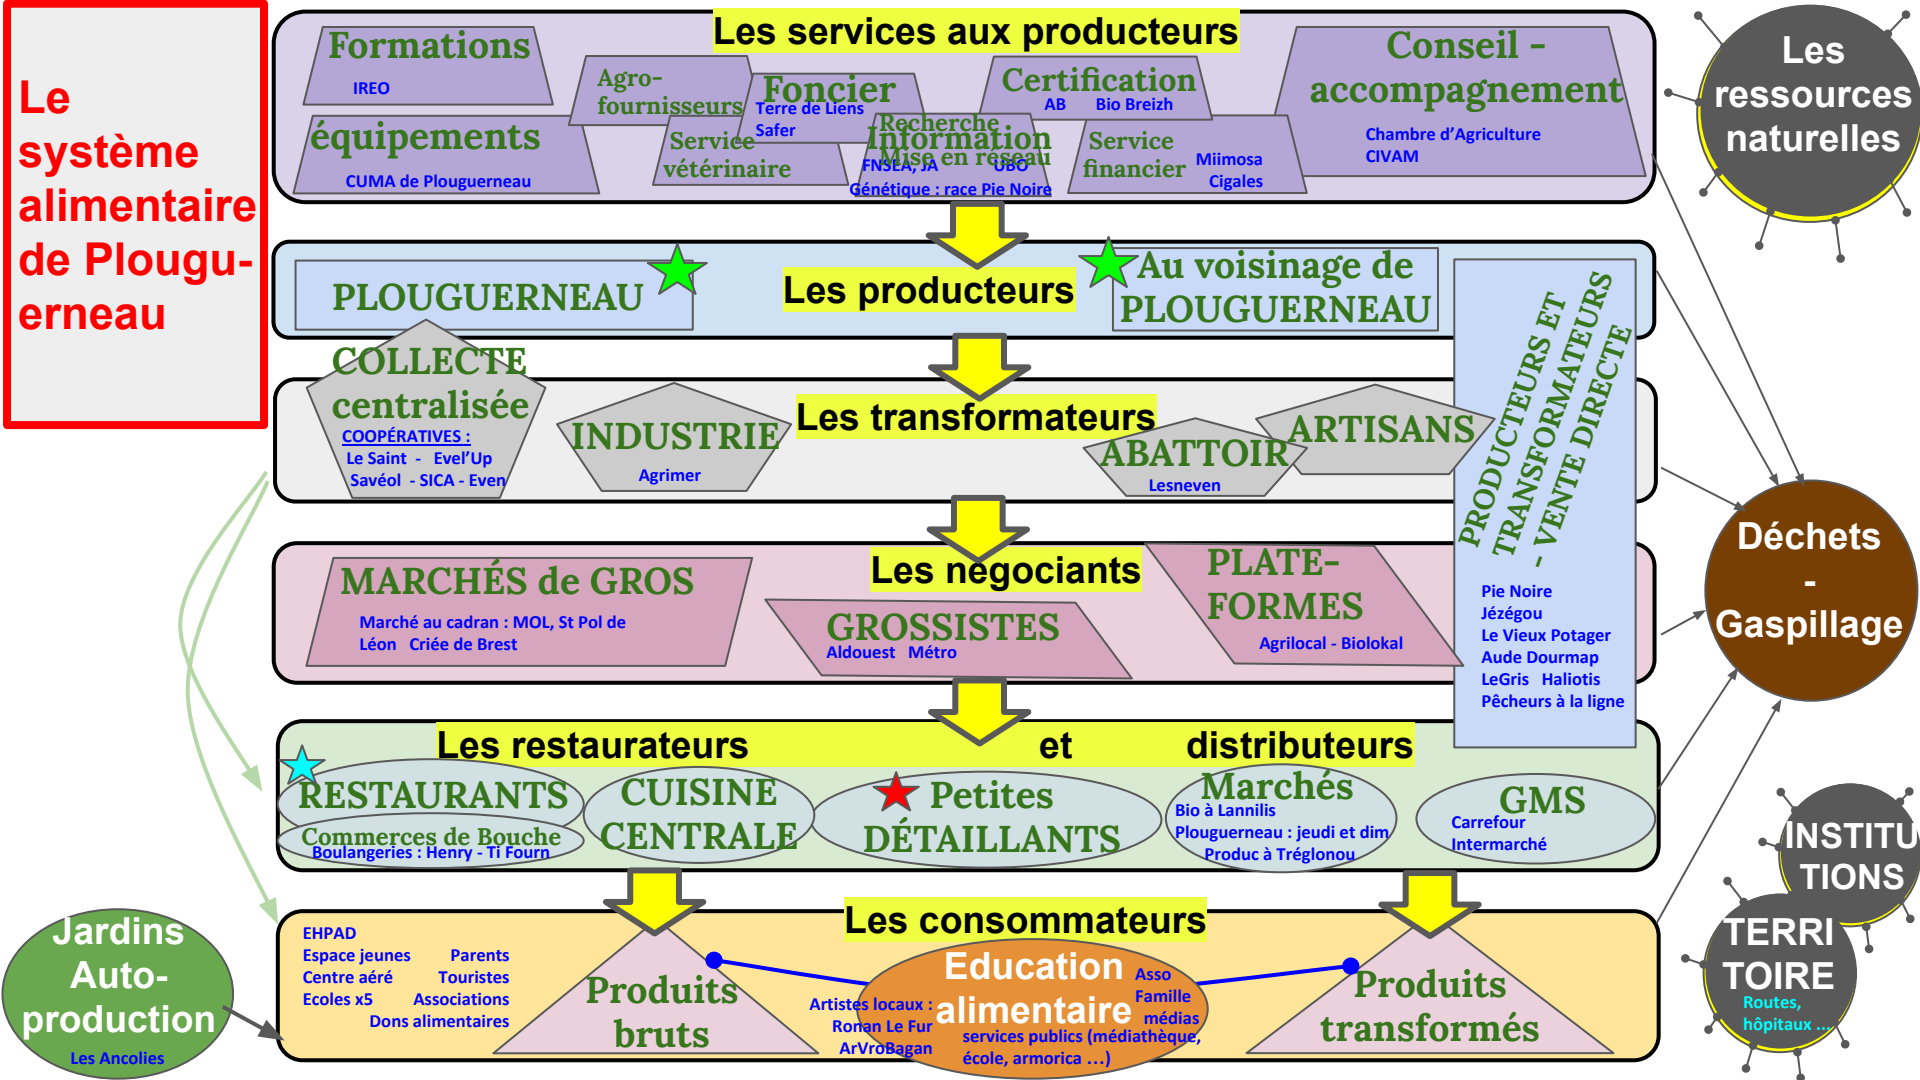 Le
système
alimentaire
de Plougu-
erneau
Les services aux producteurs
Formations
IREO
Agro-
fournisseurs
Foncier
Terre de Liens
Safer
Certification
AB Bio Breizh
Conseil -
accompagnement
Chambre d’Agriculture
CIVAM
équipements
CUMA de Plouguerneau
Service
vétérinaire
Recherche
Information
Mise en réseau
FNSEA, JA UBO
Génétique : race Pie Noire
Service
financier
Miimosa
Cigales
Les
ressources
naturelles
Les producteurs
PLOUGUERNEAU
Au voisinage de
PLOUGUERNEAU
PRODUCTEURS ET
TRANSFORMATEURS
- VENTE DIRECTE
Pie Noire
Jézégou
Le Vieux Potager
Aude Dourmap
LeGris Haliotis
Pêcheurs à la ligne
Les transformateurs
COLLECTE
centralisée
COOPÉRATIVES :
Le Saint - Evel’Up
Savéol - SICA - Even
INDUSTRIE
Agrimer
ABATTOIR
Lesneven
ARTISANS
Déchets
-
Gaspillage
Les négociants
MARCHÉS de GROS
Marché au cadran : MOL, St Pol de
Léon Criée de Brest
GROSSISTES
Aldouest Métro
PLATE-
FORMES
Agrilocal - Biolokal
Les restaurateurs et distributeurs
RESTAURANTS
Commerces de Bouche
Boulangeries : Henry - Ti Fourn
CUISINE
CENTRALE
Petites
DÉTAILLANTS
Marchés
Bio à Lannilis
Plouguerneau : jeudi et dim
Produc à Tréglonou
GMS
Carrefour
Intermarché
INSTITU
TIONS
TERRI
TOIRE
Routes,
hôpitaux ...
Les consommateurs
EHPAD
Espace jeunes Parents
Centre aéré Touristes
Ecoles x5 Associations
Dons alimentaires
Produits
bruts
Education
alimentaire
Asso
Famille
médias
Artistes locaux :
Ronan Le Fur
ArVroBagan
services publics (médiathèque,
école, armorica …)
Produits
transformés
Jardins
Auto-
production
Les Ancolies